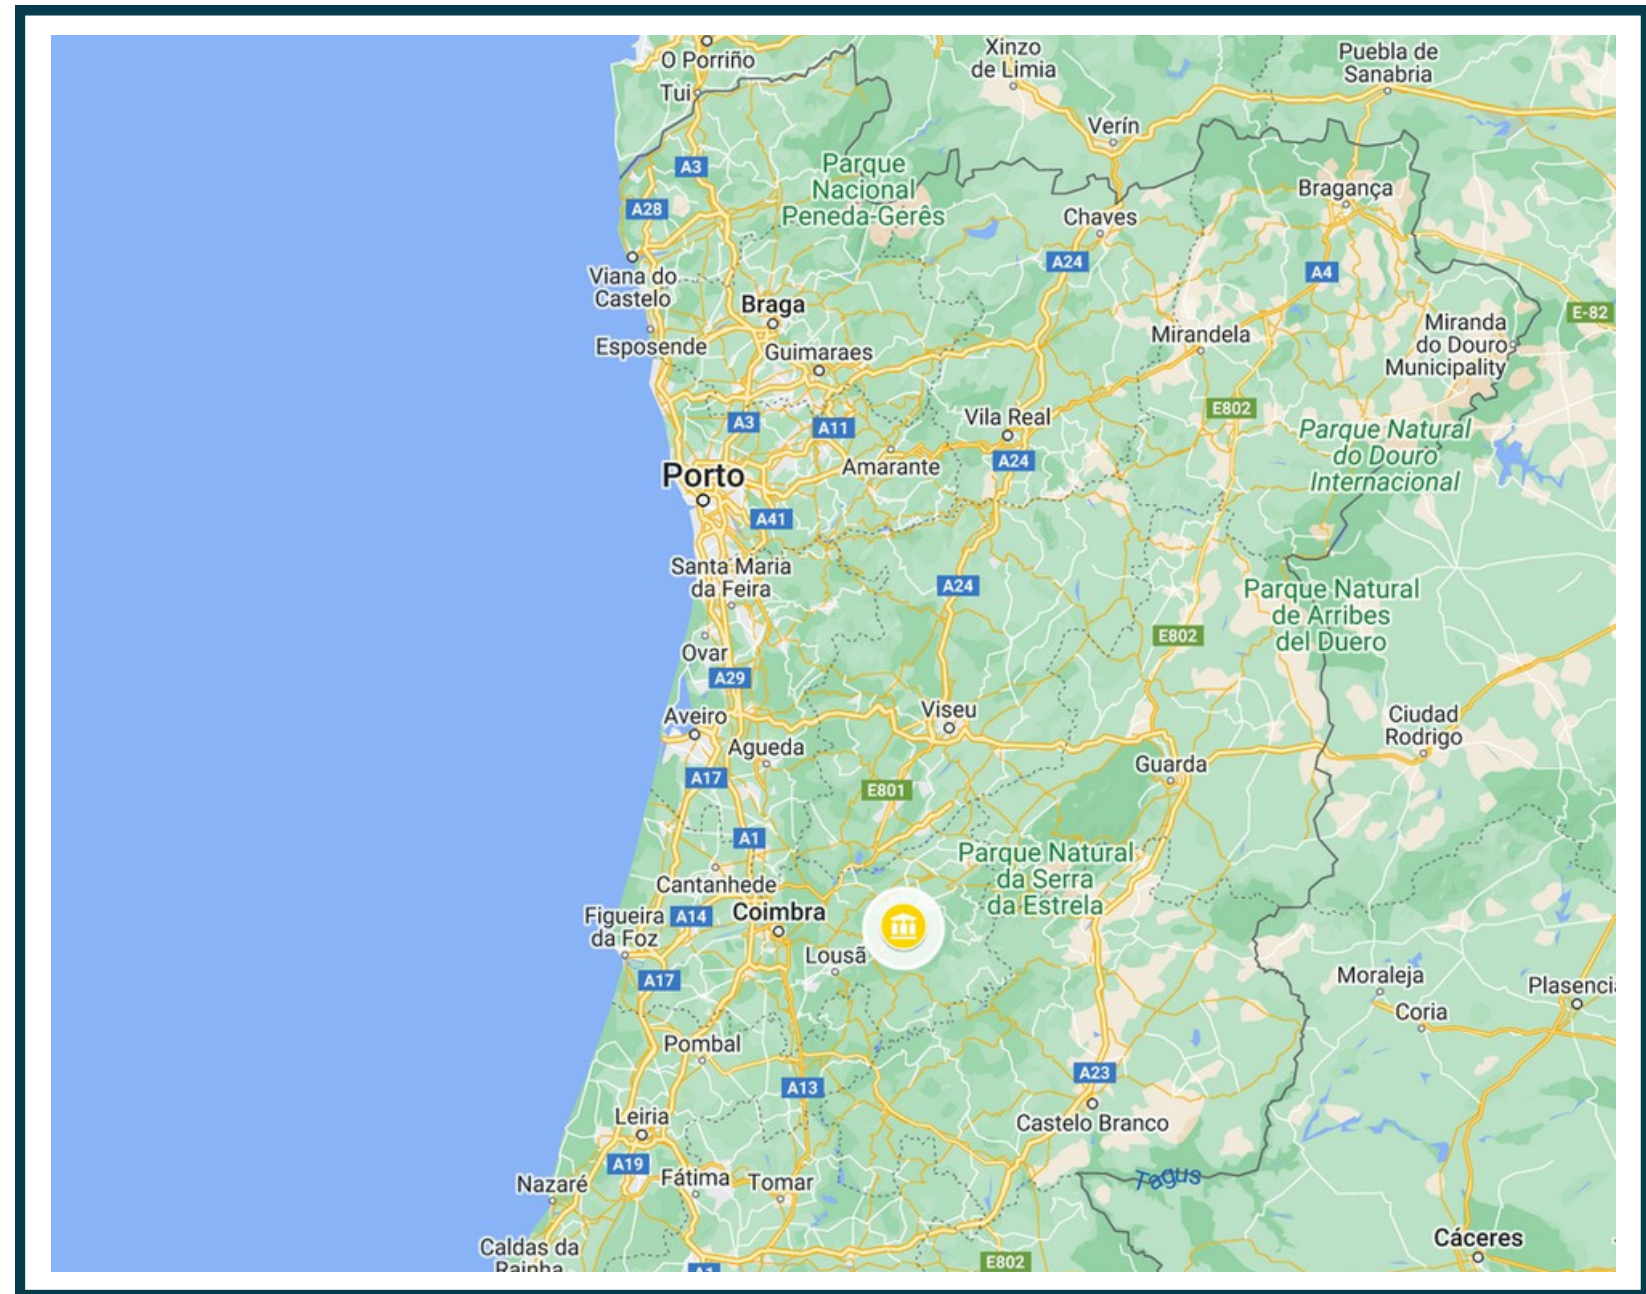 O Porriño
Tui
Xinzo
de Limia
Puebla de
Sanabria
Verín
A3
Parque
Nacional
Peneda-Gerês
A28
Bragança
Chaves
A24
A4
Viana do
Castelo
Braga
E-82
Esposende
Guimaraes
Mirandela
Miranda
do Douro
Municipality
A3
A11
Vila Real
E802
Amarante
A24
Parque Natural
do Douro
Internacional
Porto
A41
Santa Maria
da Feira
A24
Parque Natural
de Arribes
del Duero
E802
Ovar
A29
Aveiro
Viseu
Agueda
Ciudad
Rodrigo
A17
E801
Guarda
A1
Parque Natural
da Serra
da Estrela
Cantanhede
Figueira
da Foz
A14
Coimbra
Lousã
A17
Moraleja
Plasencia
Coria
Pombal
A13
A23
Leiria
Castelo Branco
A19
Fátima
Tomar
Nazaré
Tagus
Caldas da
Rainha
A1
E802
Cáceres